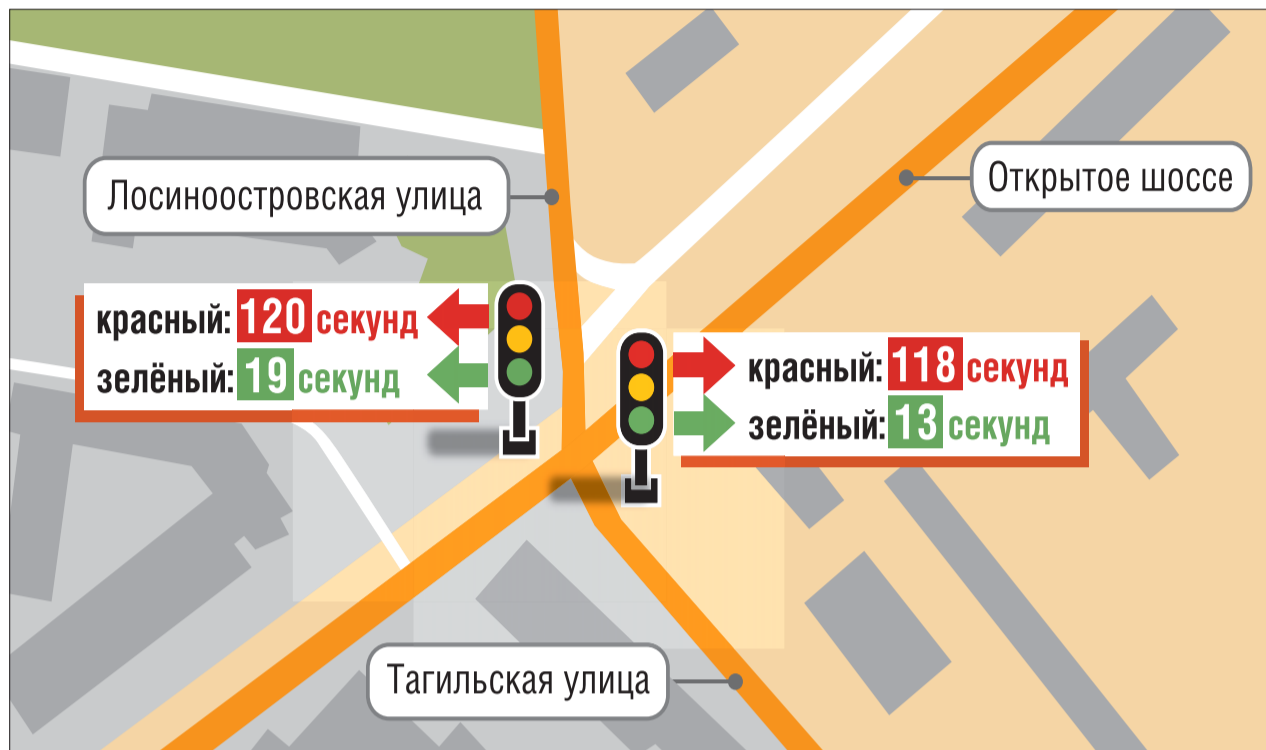 Лосиноостровская улица
Открытое шоссе
красный: 120 секунд
зелёный: 19 секунд
красный: 118 секунд
зелёный: 13 секунд
Тагильская улица